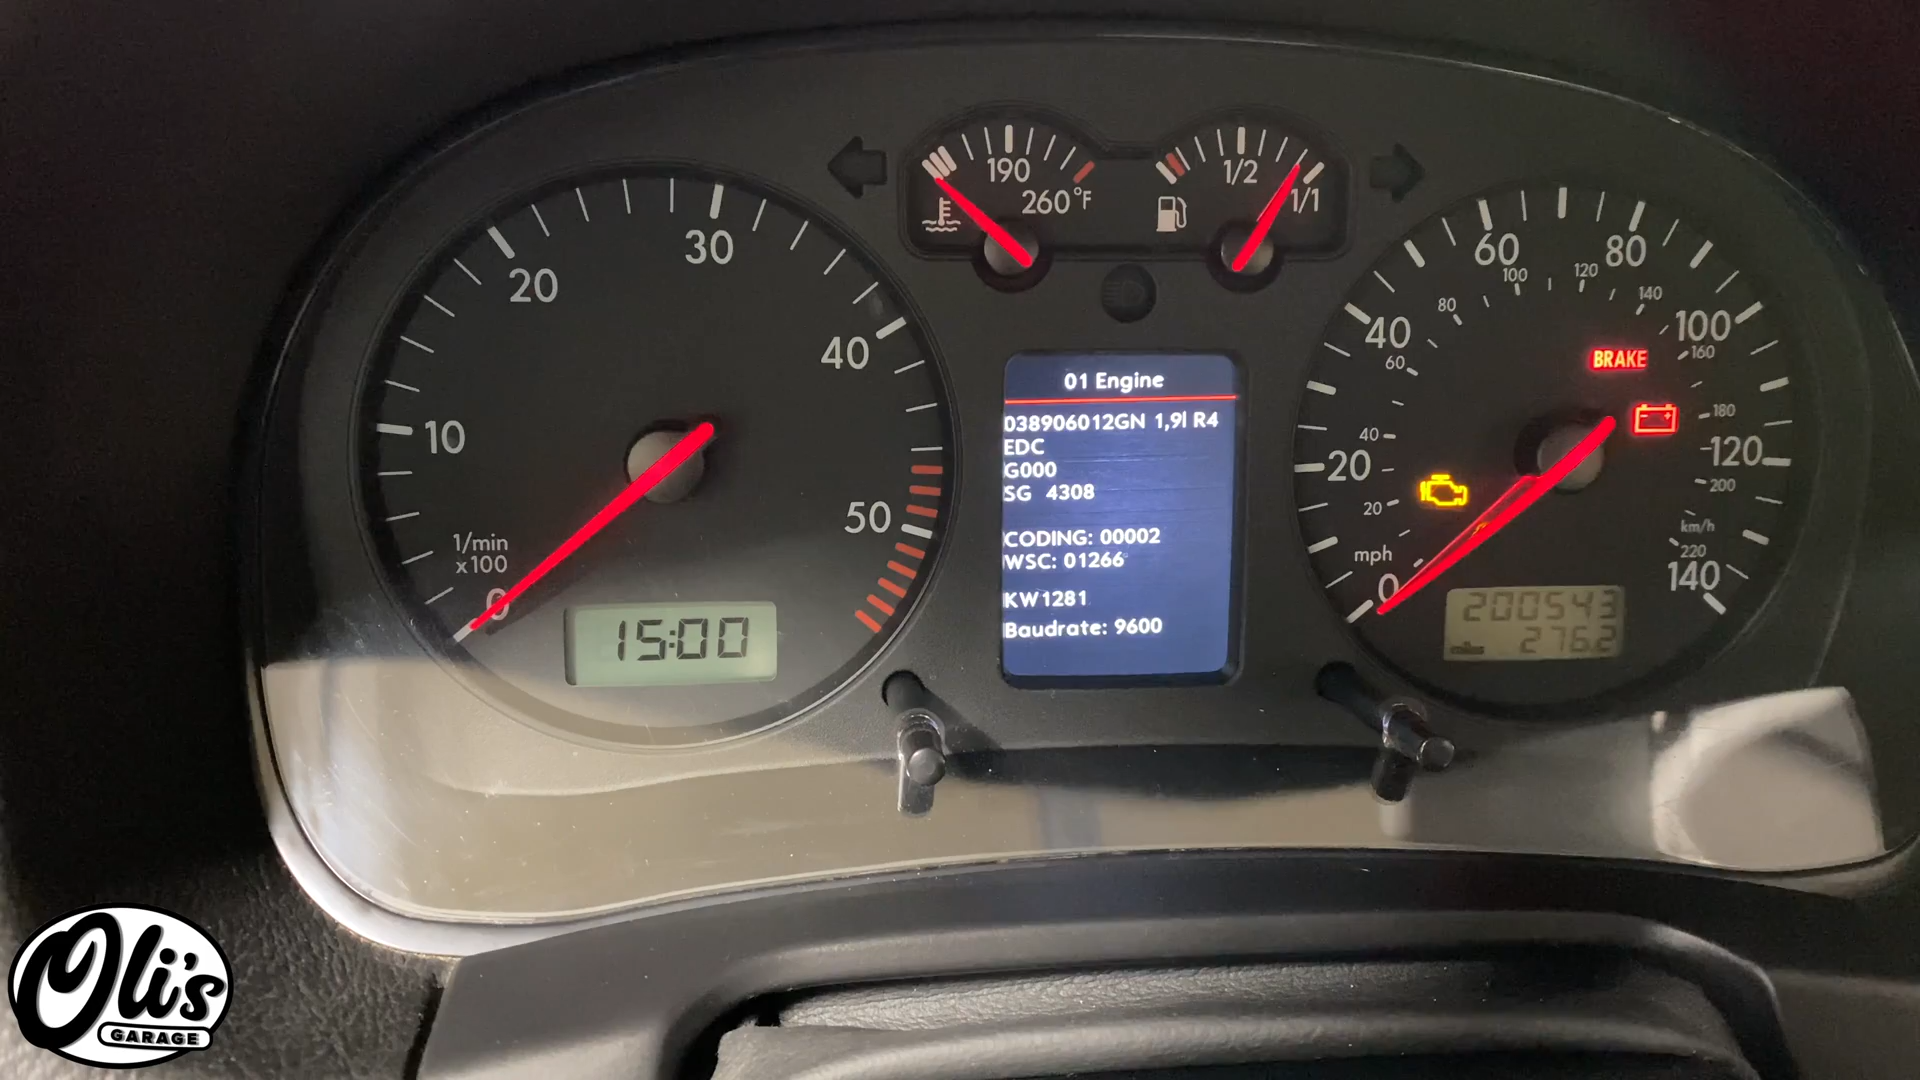 190
260°F
1/2
1/1
10
20
30
40
50
0
1/min
x100
15:00
01 Engine
038906012GN 1,9l R4
EDC
G000
SG 4308
CODING: 00002
WSC: 01266
KW1281
Baudrate: 9600
0
20
40
60
80
100
120
140
20
40
60
80
100
120
140
160
180
200
220
mph
km/h
BRAKE
200543
miles 276.2
Oli's
GARAGE